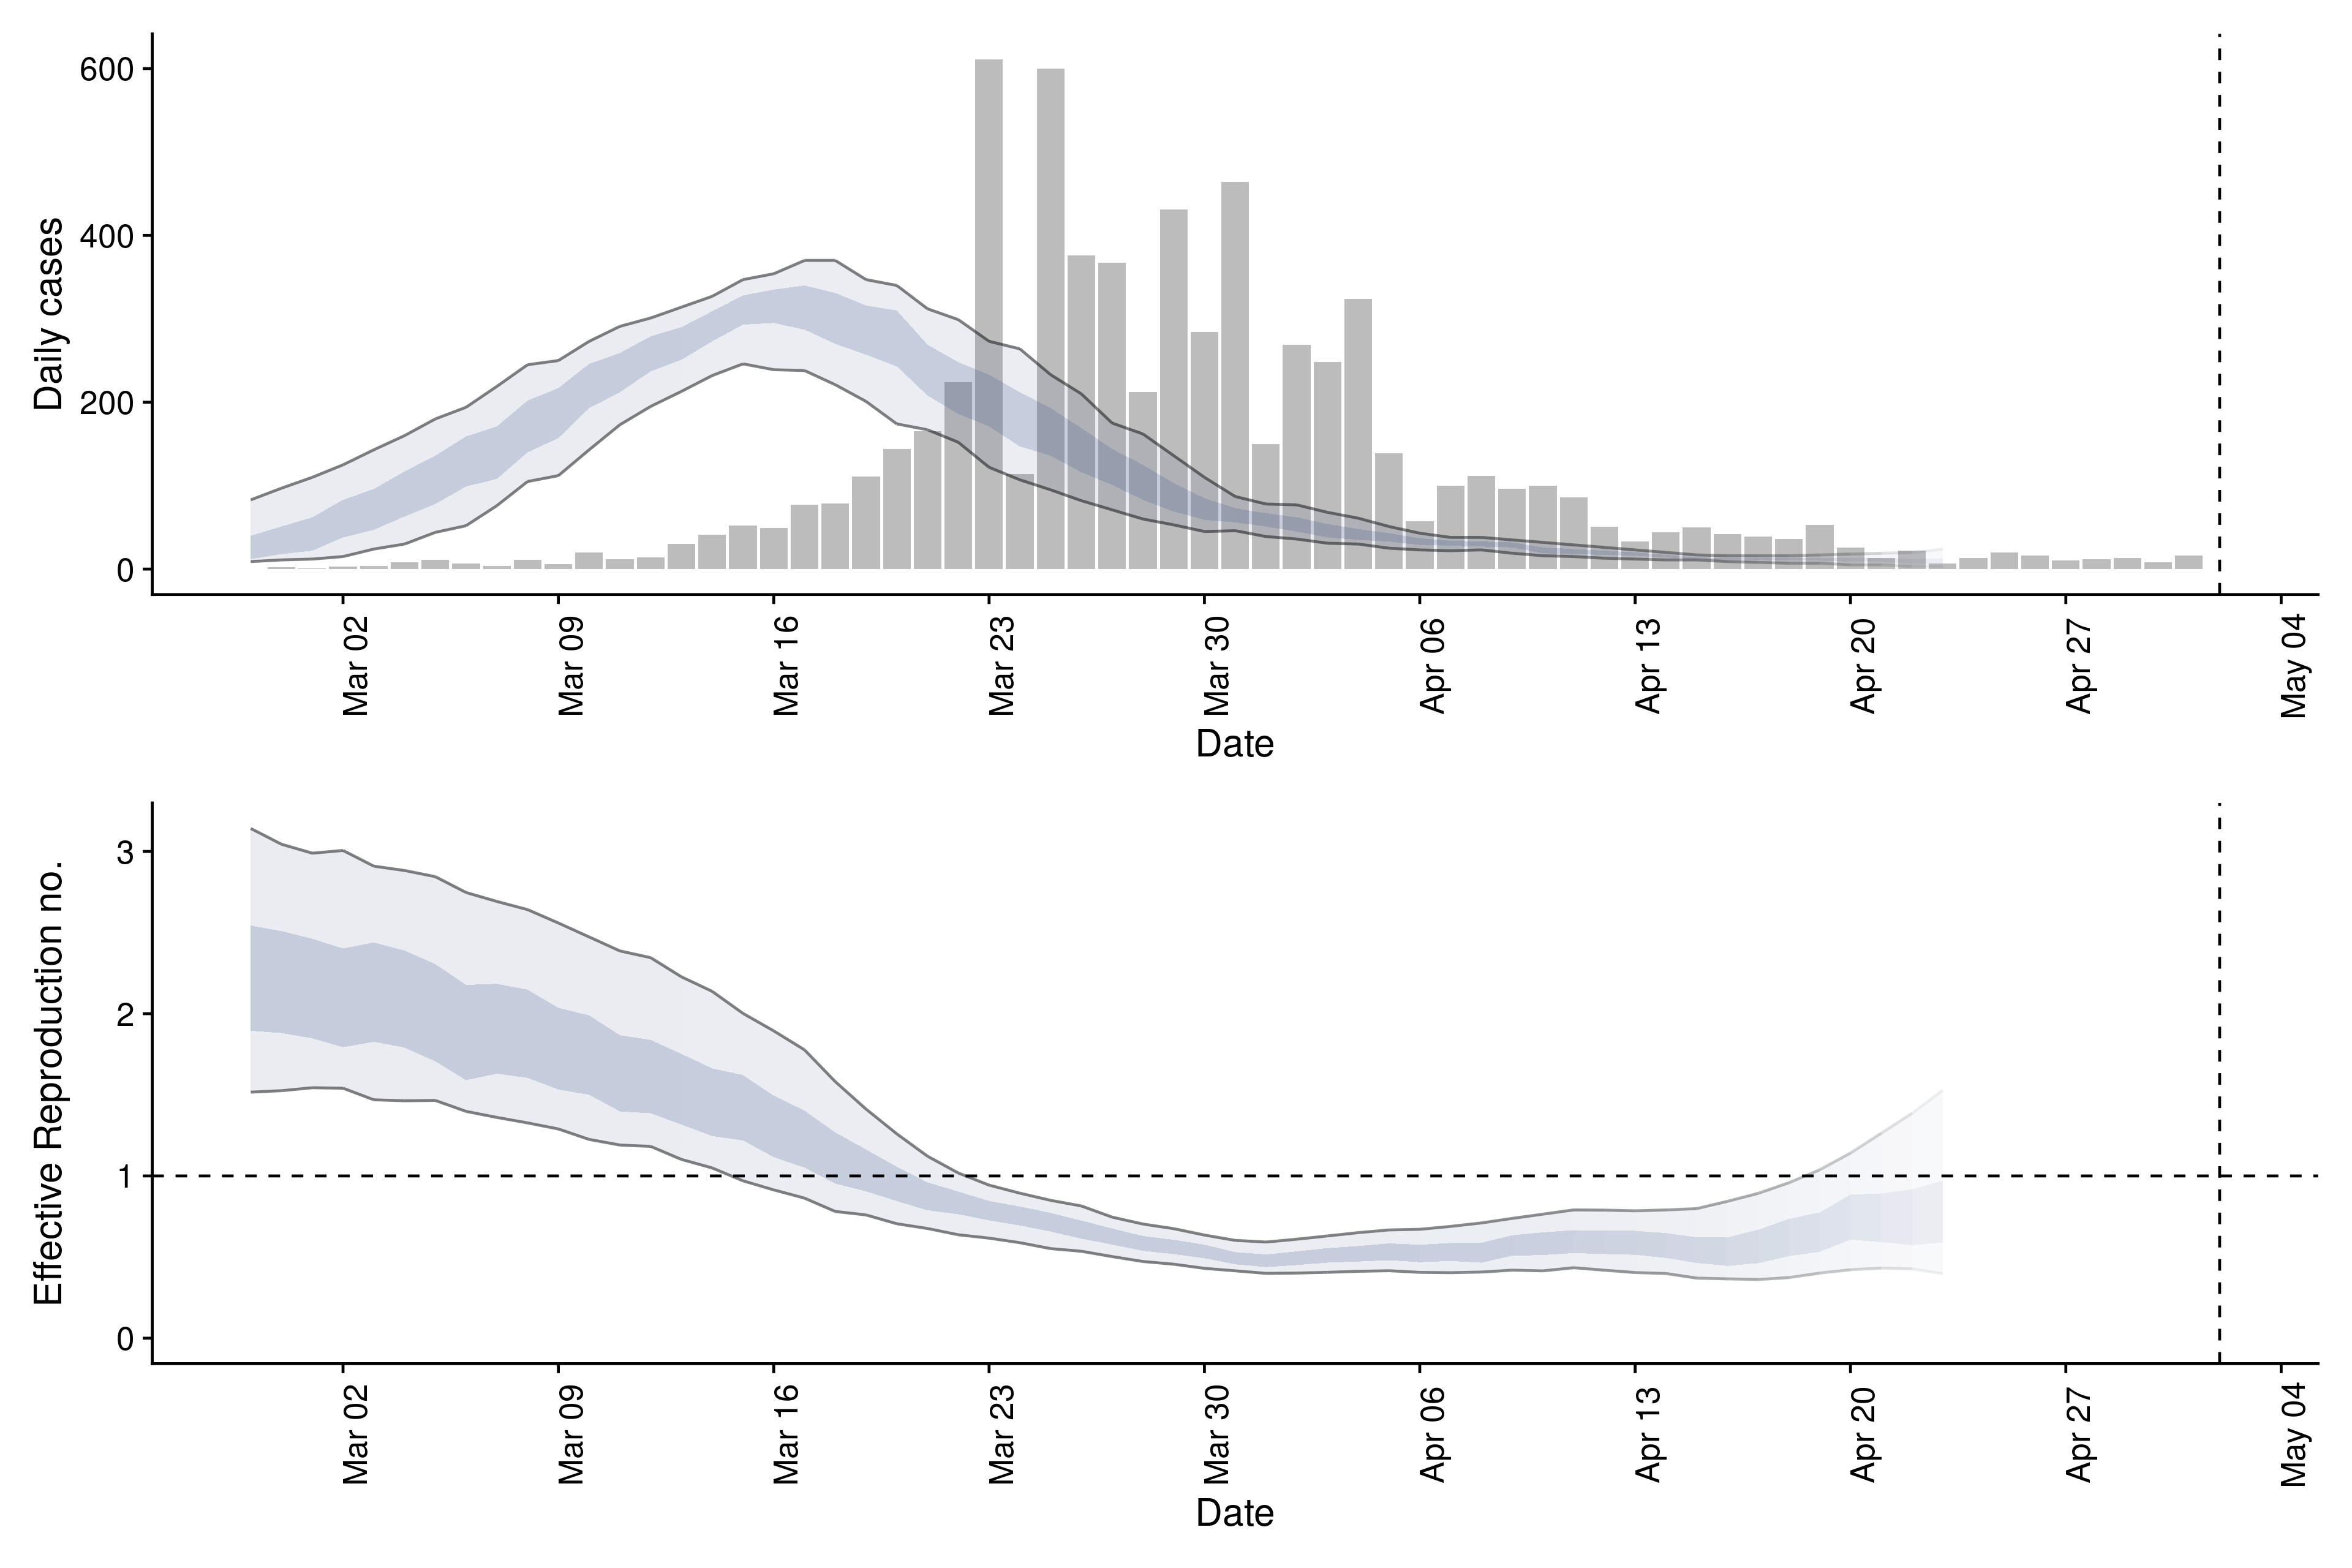 Daily cases
600
400
200
0
Mar 02
Mar 09
Mar 16
Mar 23
Mar 30
Apr 06
Apr 13
Apr 20
Apr 27
May 04
Date
Effective Reproduction no.
3
2
1
0
Mar 02
Mar 09
Mar 16
Mar 23
Mar 30
Apr 06
Apr 13
Apr 20
Apr 27
May 04
Date